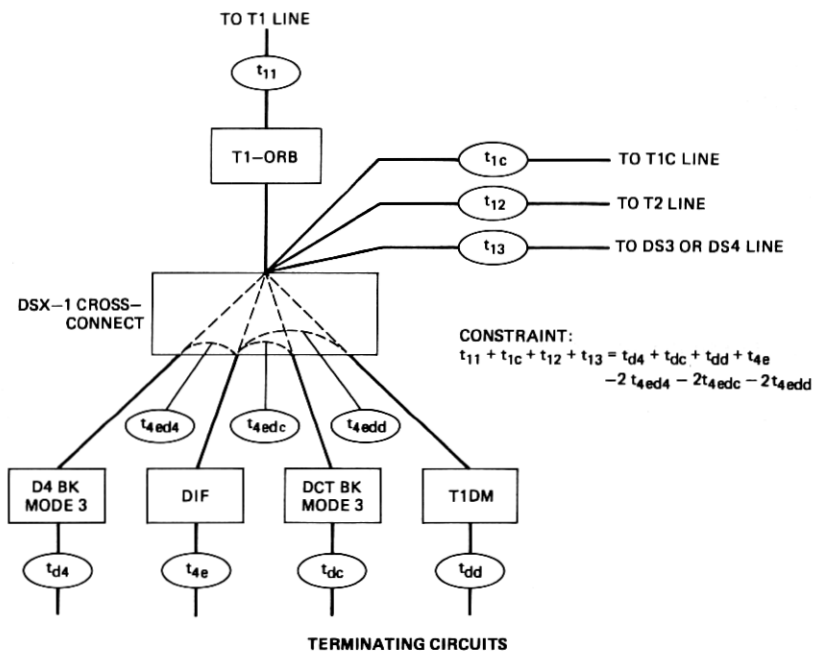 TO T1 LINE
t11
T1-ORB
t1c
TO T1C LINE
t12
TO T2 LINE
t13
TO DS3 OR DS4 LINE
DSX-1 CROSS-
CONNECT
CONSTRAINT:
t11 + t1c + t12 + t13 = td4 + tdc + tdd + t4e
-2 t4ed4 - 2t4edc - 2t4edd
t4ed4
t4edc
t4edd
D4 BK
MODE 3
DIF
DCT BK
MODE 3
T1DM
td4
t4e
tdc
tdd
TERMINATING CIRCUITS